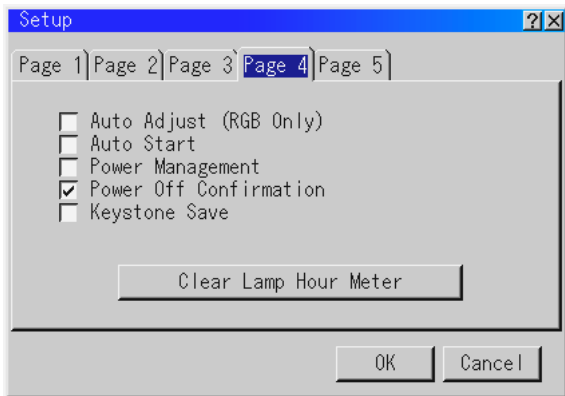 Setup
Page 1 Page 2 Page 3 Page 4 Page 5
Auto Adjust (RGB Only)
Auto Start
Power Management
Power Off Confirmation
Keystone Save
Clear Lamp Hour Meter
OK Cancel